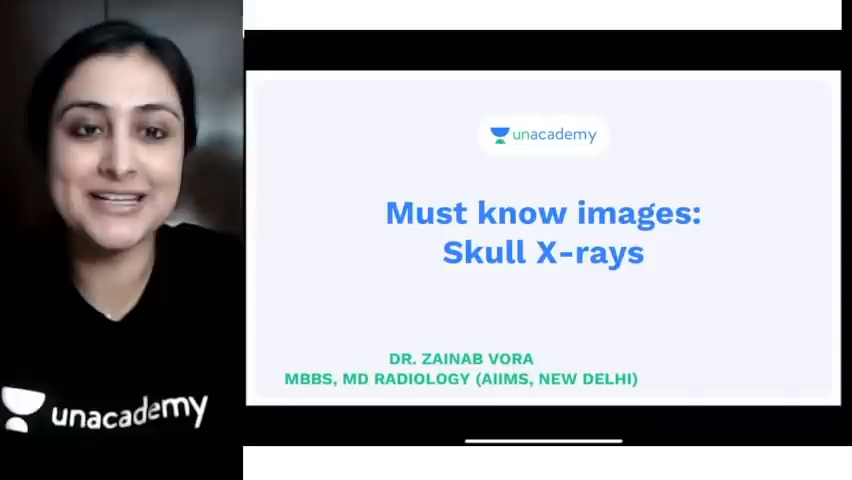 unacademy
unacademy
Must know images:
Skull X-rays
DR. ZAINAB VORA
MBBS, MD RADIOLOGY (AIIMS, NEW DELHI)